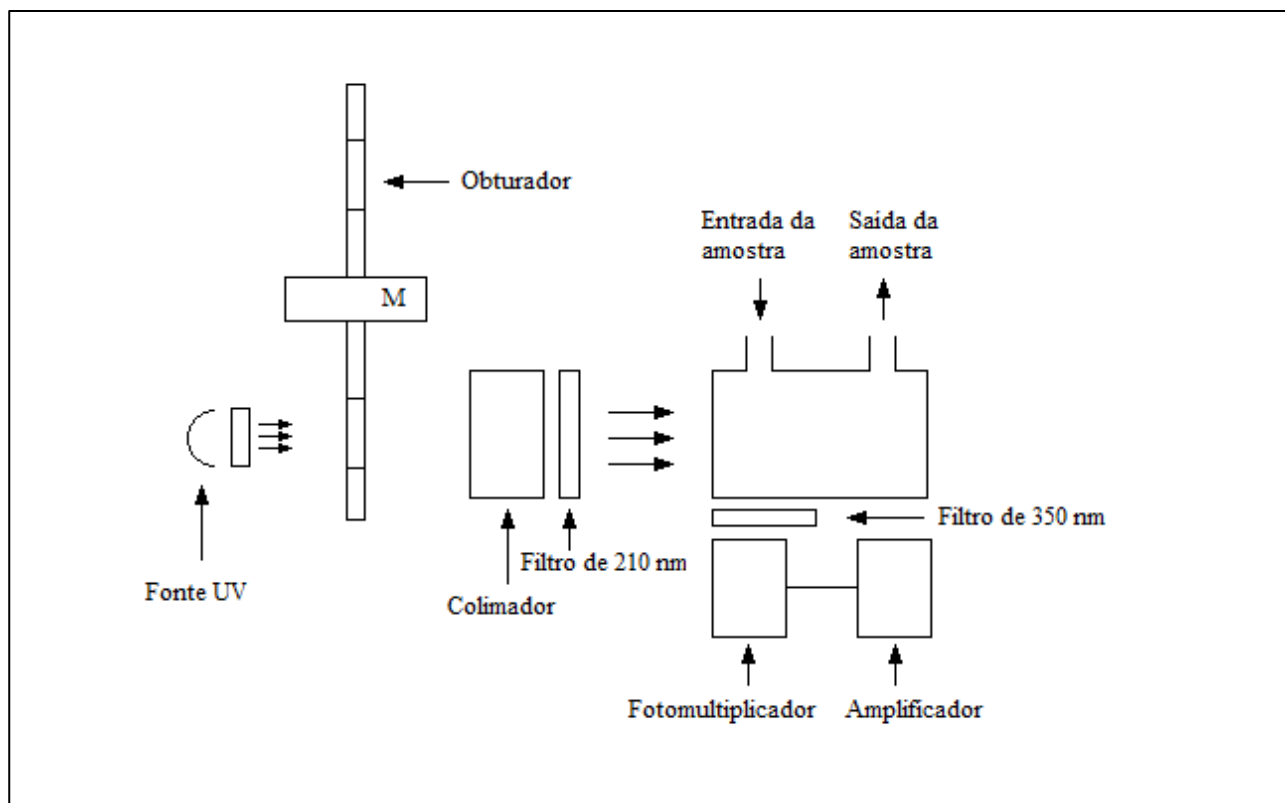 Obturador
Entrada da
amostra
Saída da
amostra
M
Filtro de 350 nm
Filtro de 210 nm
Fonte UV
Colimador
Fotomultiplicador
Amplificador